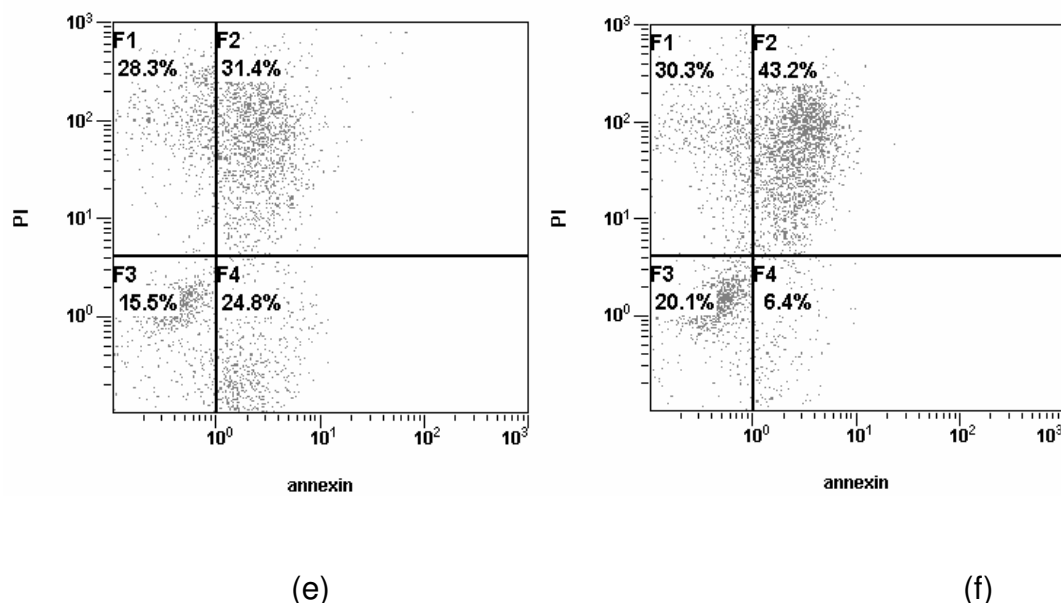 10³
F1 F2
28.3% 31.4%
10²
PI
10¹
F3 F4
15.5% 24.8%
10⁰
10⁰ 10¹ 10² 10³
annexin
(e)
10³
F1 F2
30.3% 43.2%
10²
PI
10¹
F3 F4
20.1% 6.4%
10⁰
10⁰ 10¹ 10² 10³
annexin
(f)